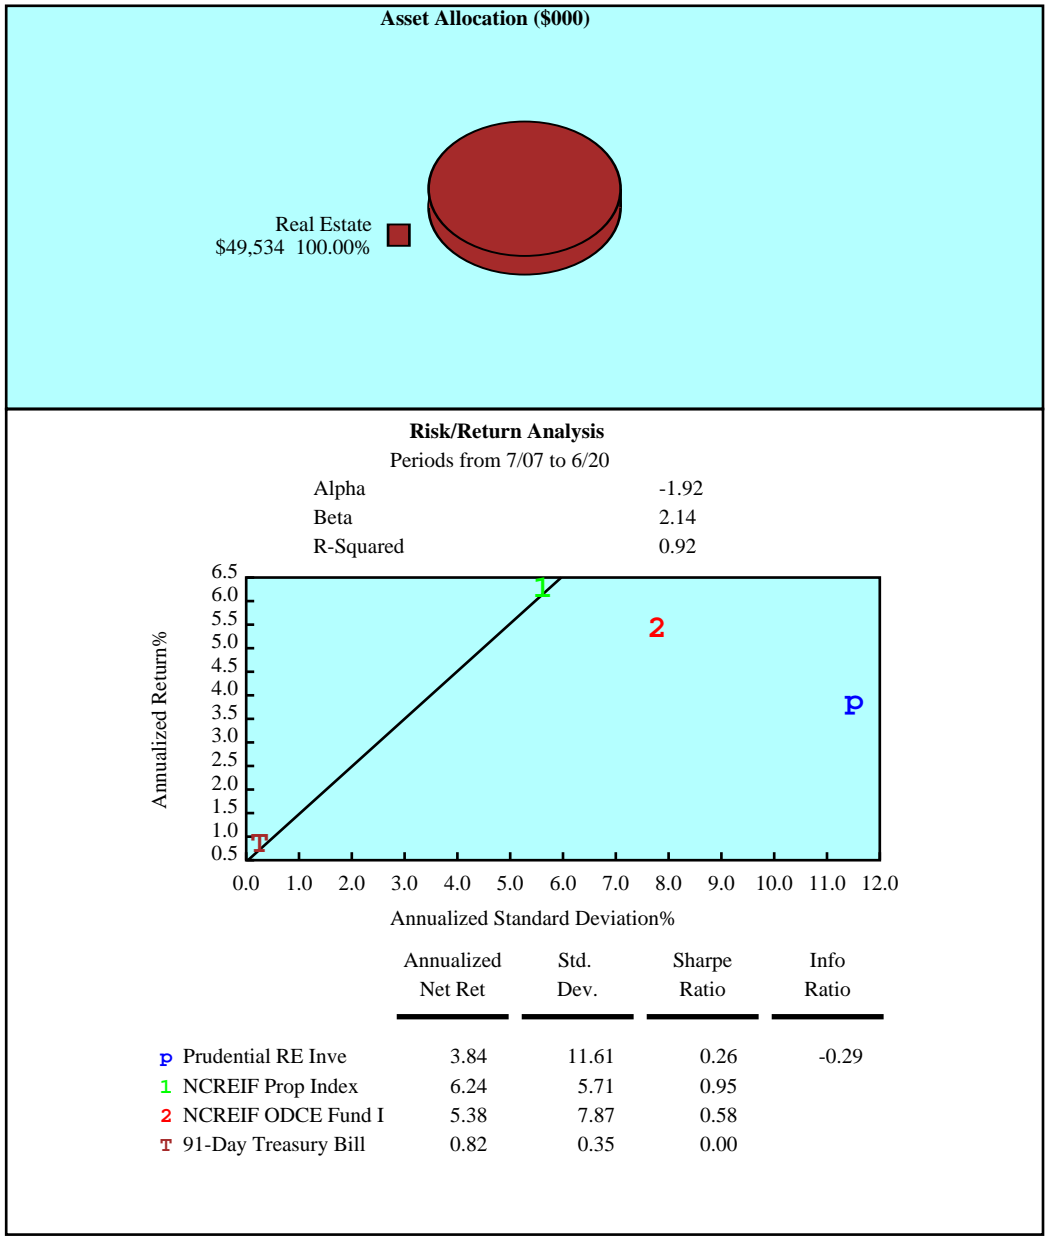 Asset Allocation ($000)
Real Estate
$49,534 100.00%
Risk/Return Analysis
Periods from 7/07 to 6/20
Alpha -1.92
Beta 2.14
R-Squared 0.92
6.5
6.0
5.5
5.0
4.5
4.0
3.5
3.0
2.5
2.0
1.5
1.0
0.5
Annualized Return%
1
2
p
T
0.0 1.0 2.0 3.0 4.0 5.0 6.0 7.0 8.0 9.0 10.0 11.0 12.0
Annualized Standard Deviation%
Annualized Std. Sharpe Info
Net Ret Dev. Ratio Ratio
p Prudential RE Inve 3.84 11.61 0.26 -0.29
1 NCREIF Prop Index 6.24 5.71 0.95
2 NCREIF ODCE Fund I 5.38 7.87 0.58
T 91-Day Treasury Bill 0.82 0.35 0.00